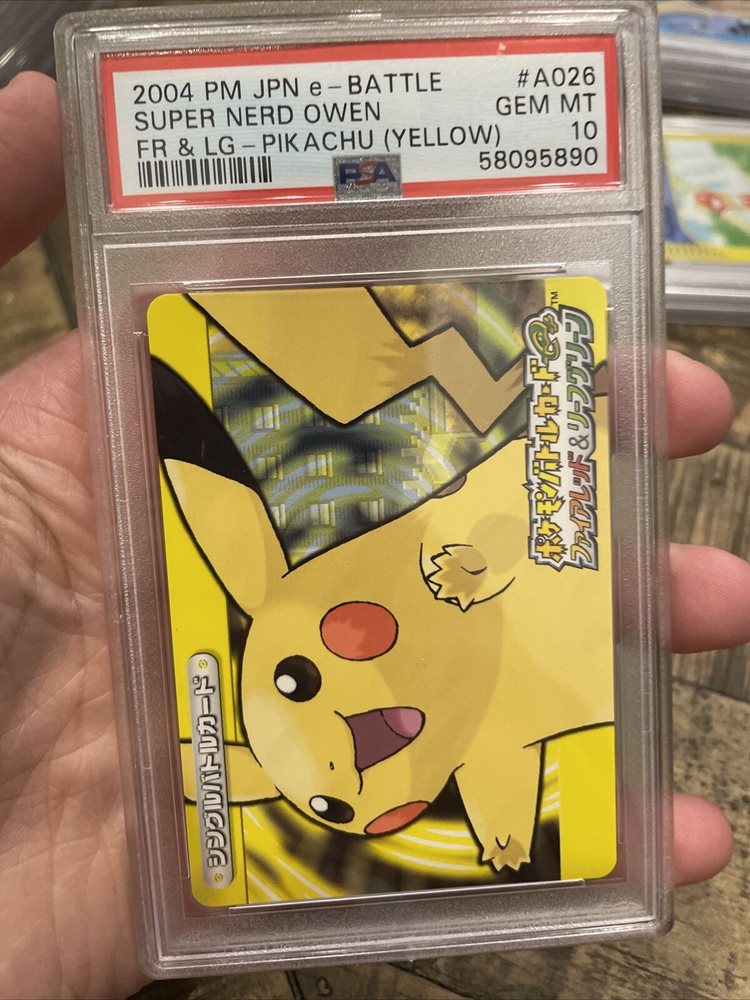 2004 PM JPN e-BATTLE #A026
SUPER NERD OWEN GEM MT
FR & LG-PIKACHU (YELLOW) 10
58095890
PSA
ポケモンバトルカードe+ ™
ファイアレッド&リーフグリーン
シングルバトルカード